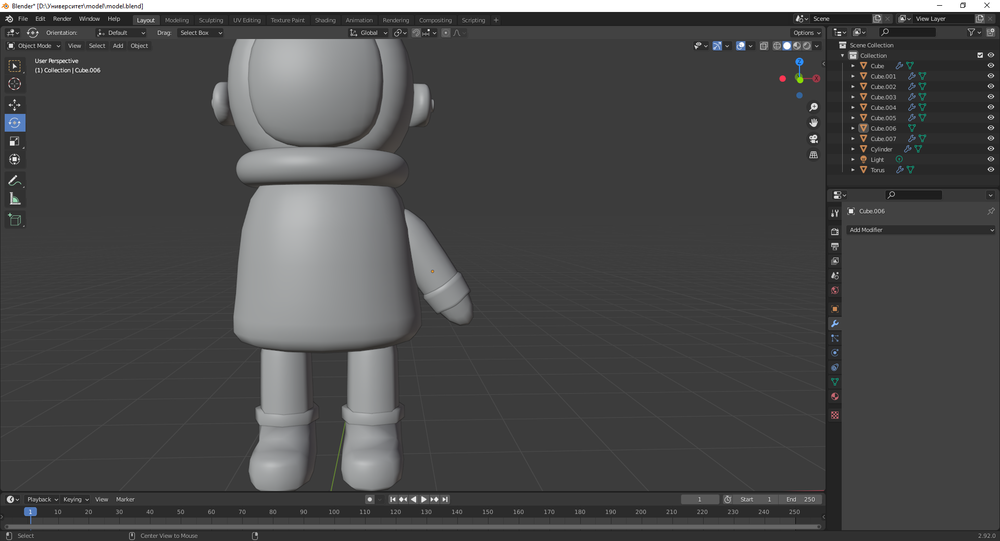 Blender* [D:\Университет\model\model.blend]
File Edit Render Window Help Layout Modeling Sculpting UV Editing Texture Paint Shading Animation Rendering Compositing Scripting + Scene View Layer
Orientation: Default Drag: Select Box Global Options
Object Mode View Select Add Object
User Perspective
(1) Collection | Cube.006
Z
X
Scene Collection
Collection
Cube
Cube.001
Cube.002
Cube.003
Cube.004
Cube.005
Cube.006
Cube.007
Cylinder
Light
Torus
Cube.006
Add Modifier
Playback Keying View Marker 1 Start 1 End 250
1 10 20 30 40 50 60 70 80 90 100 110 120 130 140 150 160 170 180 190 200 210 220 230 240 250
Select Center View to Mouse 2.92.0